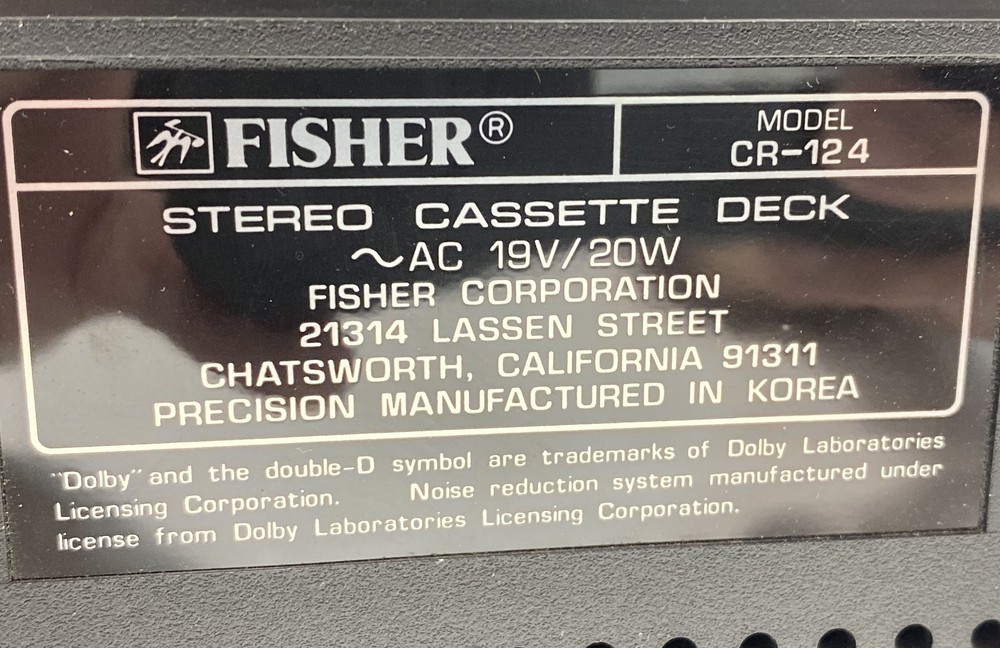 FISHER®
MODEL
CR-124
STEREO CASSETTE DECK
~AC 19V/20W
FISHER CORPORATION
21314 LASSEN STREET
CHATSWORTH, CALIFORNIA 91311
PRECISION MANUFACTURED IN KOREA
"Dolby" and the double-D symbol are trademarks of Dolby Laboratories
Licensing Corporation. Noise reduction system manufactured under
license from Dolby Laboratories Licensing Corporation.